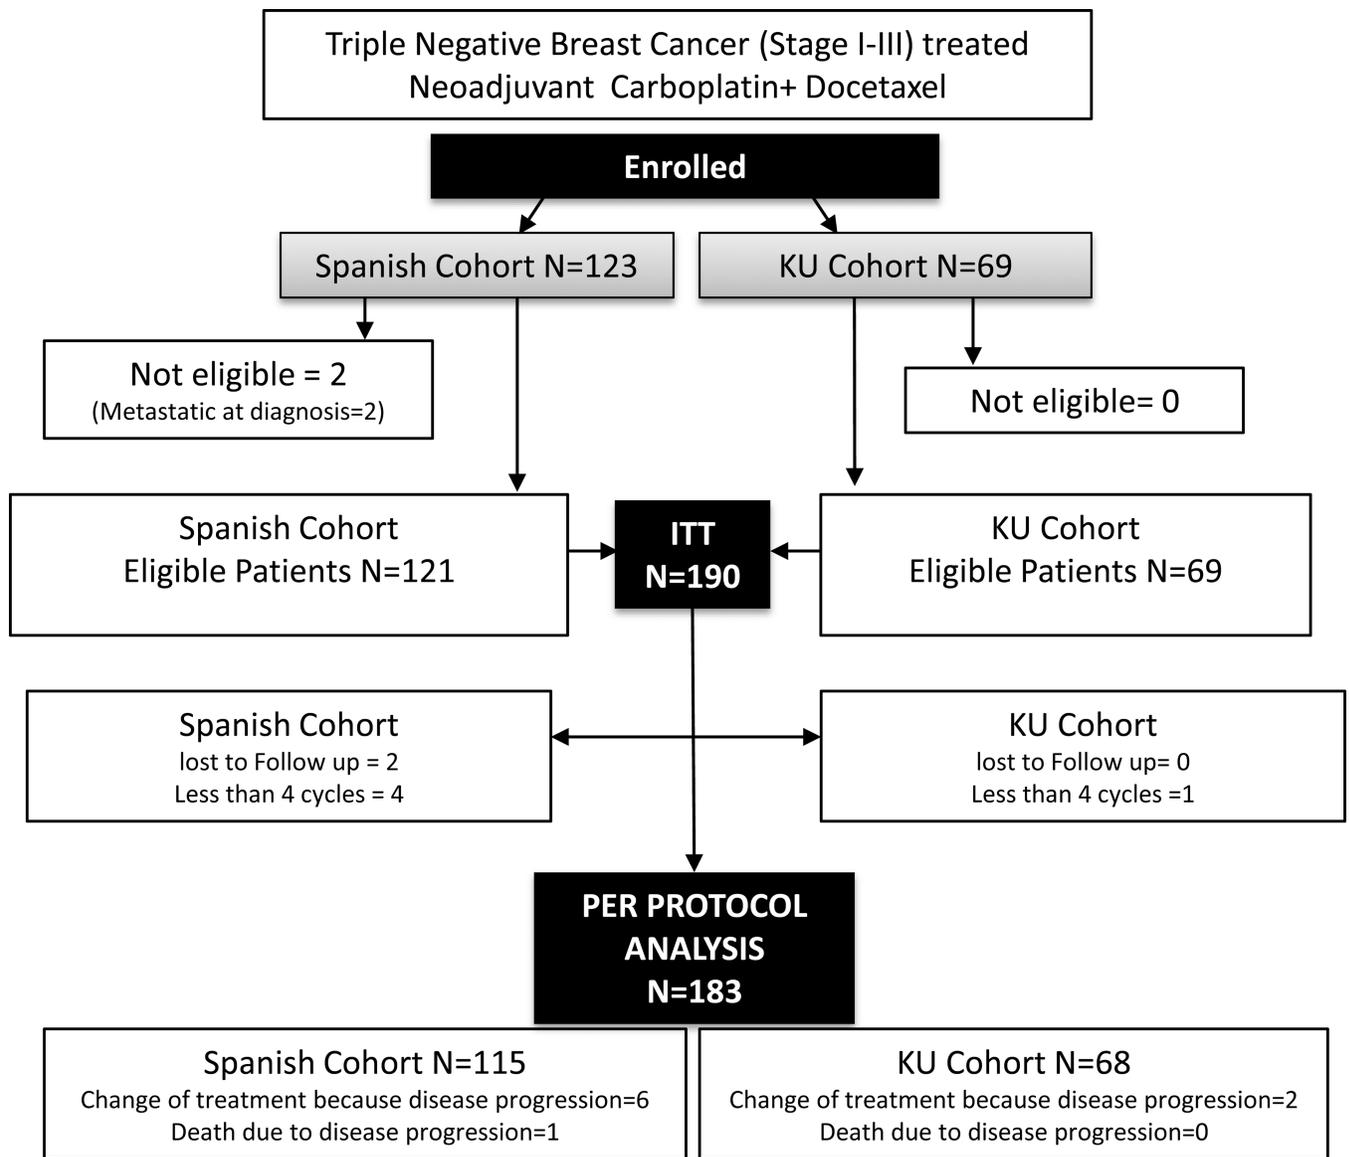 Triple Negative Breast Cancer (Stage I-III) treated
Neoadjuvant Carboplatin+ Docetaxel
Enrolled
Spanish Cohort N=123
KU Cohort N=69
Not eligible = 2
(Metastatic at diagnosis=2)
Not eligible= 0
Spanish Cohort
Eligible Patients N=121
ITT
N=190
KU Cohort
Eligible Patients N=69
Spanish Cohort
lost to Follow up = 2
Less than 4 cycles = 4
KU Cohort
lost to Follow up= 0
Less than 4 cycles =1
PER PROTOCOL
ANALYSIS
N=183
Spanish Cohort N=115
Change of treatment because disease progression=6
Death due to disease progression=1
KU Cohort N=68
Change of treatment because disease progression=2
Death due to disease progression=0